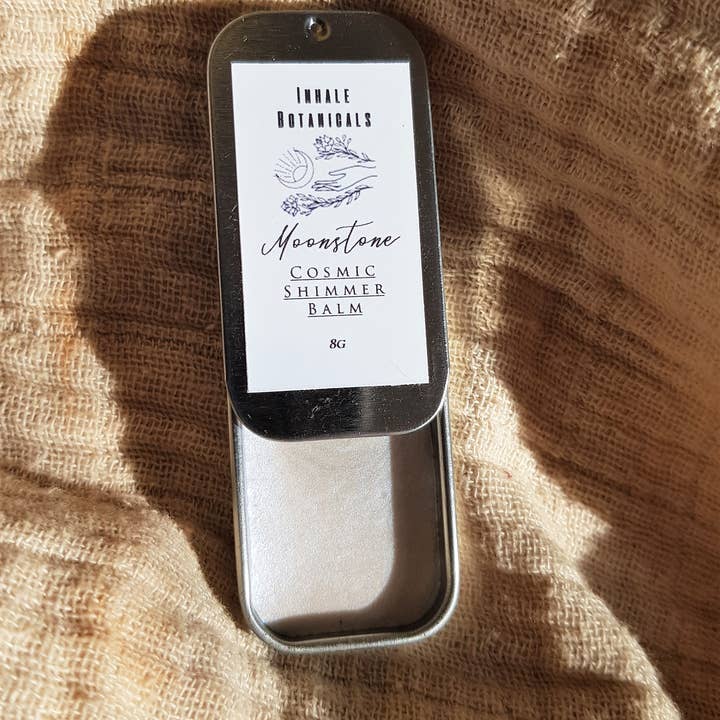 INHALE
BOTANICALS
Moonstone
COSMIC
SHIMMER
BALM
8G